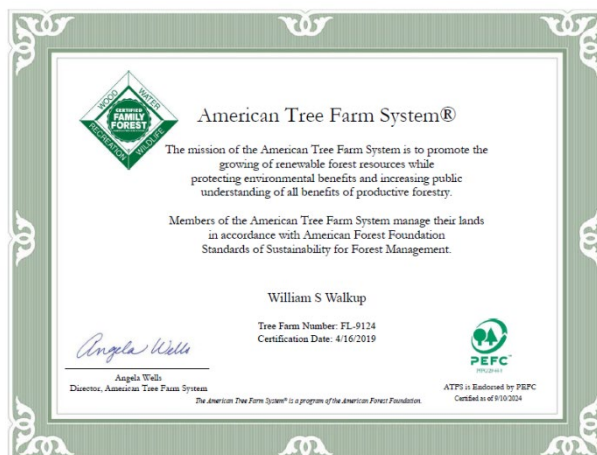 WOOD WATER
CERTIFIED
FAMILY
FOREST
RECREATION WILDLIFE
American Tree Farm System®
The mission of the American Tree Farm System is to promote the
growing of renewable forest resources while
protecting environmental benefits and increasing public
understanding of all benefits of productive forestry.
Members of the American Tree Farm System manage their lands
in accordance with American Forest Foundation
Standards of Sustainability for Forest Management.
William S Walkup
Tree Farm Number: FL-9124
Certification Date: 4/16/2019
Angela Wells
Angela Wells
Director, American Tree Farm System
PEFC
ATFS is Endorsed by PEFC
Certified as of 9/10/2024
The American Tree Farm System® is a program of the American Forest Foundation.